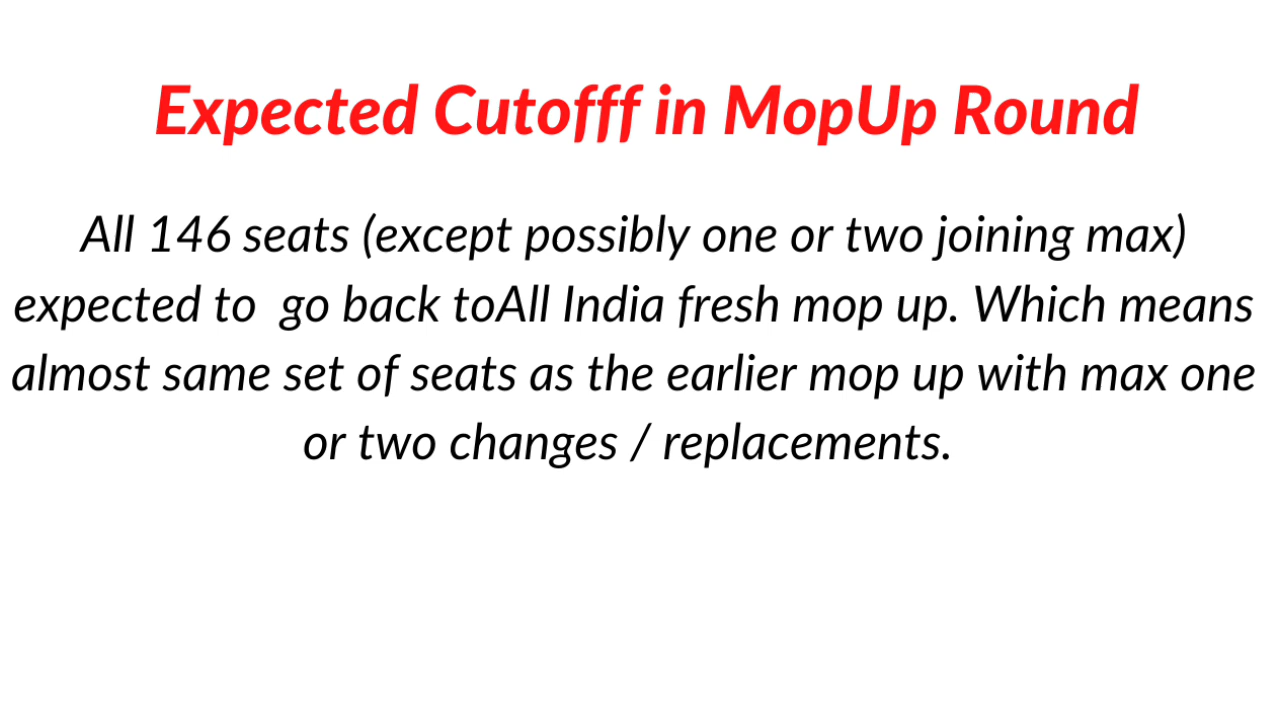 Expected Cutofff in MopUp Round
All 146 seats (except possibly one or two joining max)
expected to  go back toAll India fresh mop up. Which means
almost same set of seats as the earlier mop up with max one
or two changes / replacements.